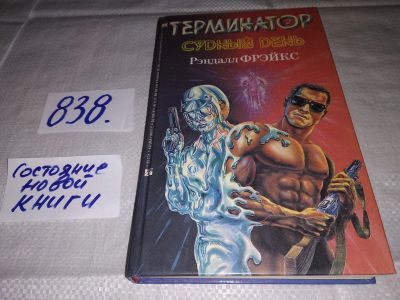 ТЕРМИНАТОР
СУДНЫЙ ДЕНЬ
Рэндалл ФРЭЙКС
838.
Состояние
новой
книги